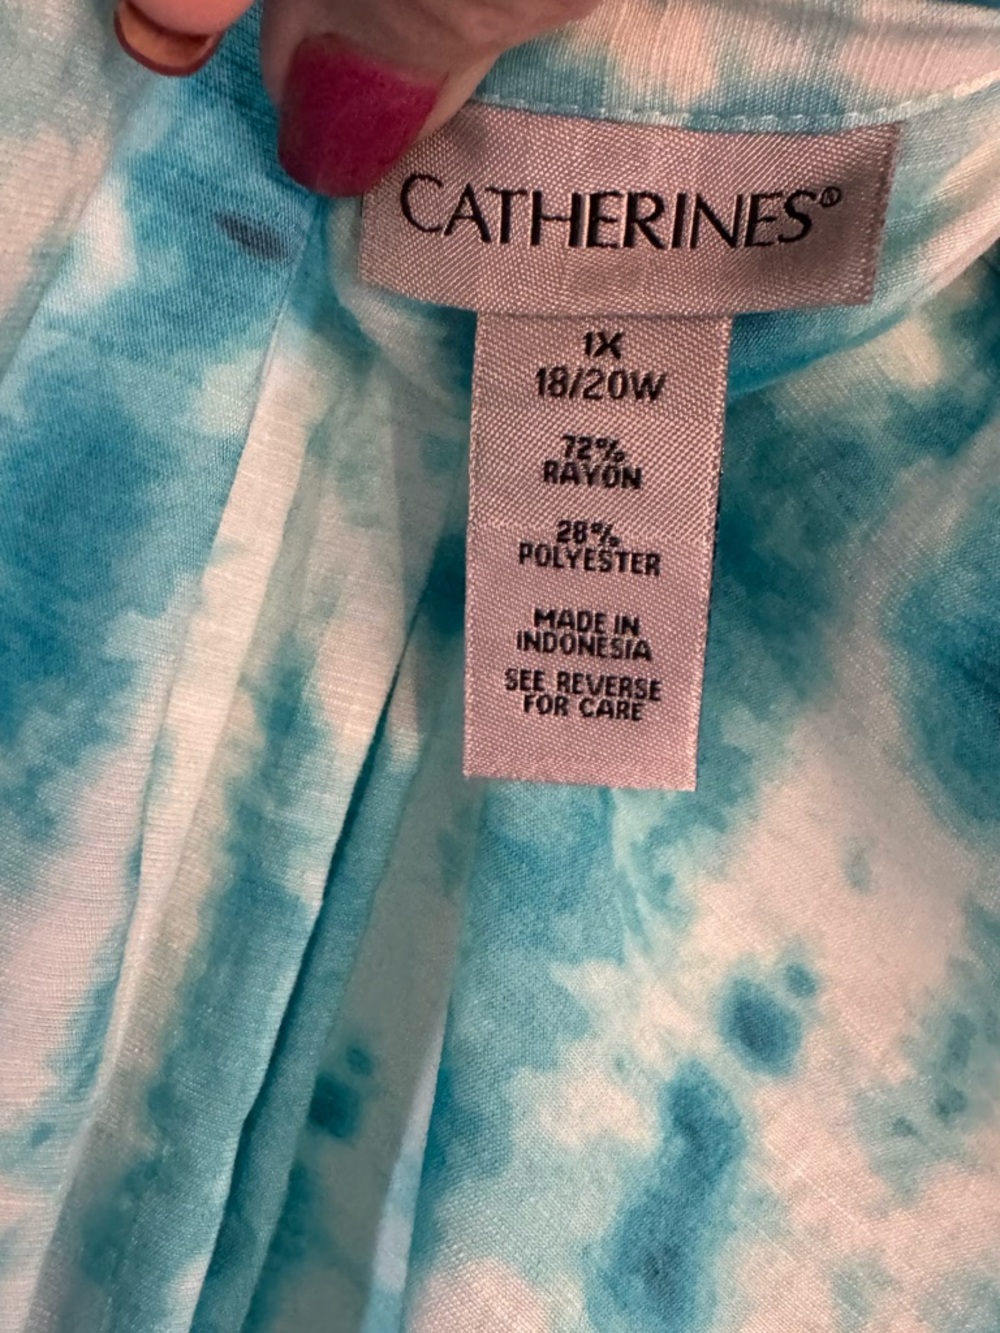 CATHERINES®
1X
18/20W
72%
RAYON
28%
POLYESTER
MADE IN
INDONESIA
SEE REVERSE
FOR CARE